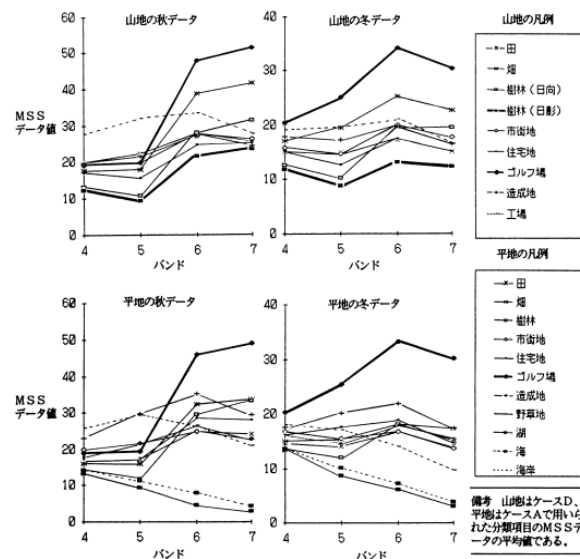 山地の秋データ
60
50
40
30
20
10
0
MSS
データ値
4
5
6
7
バンド
山地の冬データ
40
30
20
10
0
4
5
6
7
バンド
山地の凡例
田
畑
樹林（日向）
樹林（日影）
市街地
住宅地
ゴルフ場
造成地
工場
平地の秋データ
60
50
40
30
20
10
0
MSS
データ値
4
5
6
7
バンド
平地の冬データ
40
30
20
10
0
4
5
6
7
バンド
平地の凡例
田
畑
樹林
市街地
住宅地
ゴルフ場
造成地
野草地
湖
海
海岸
備考 山地はケースD、
平地はケースAで用いら
れた分類項目のMSSデ
ータの平均値である。